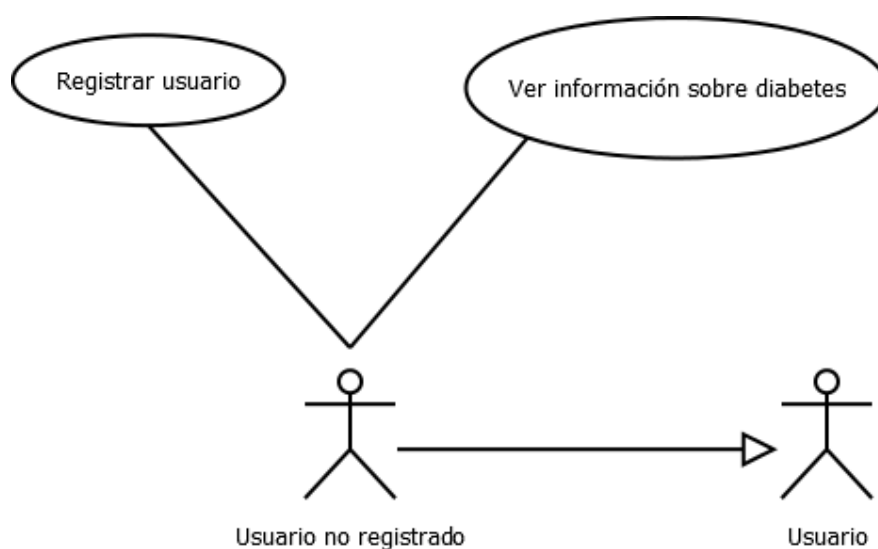 Registrar usuario
Ver información sobre diabetes
Usuario no registrado
Usuario